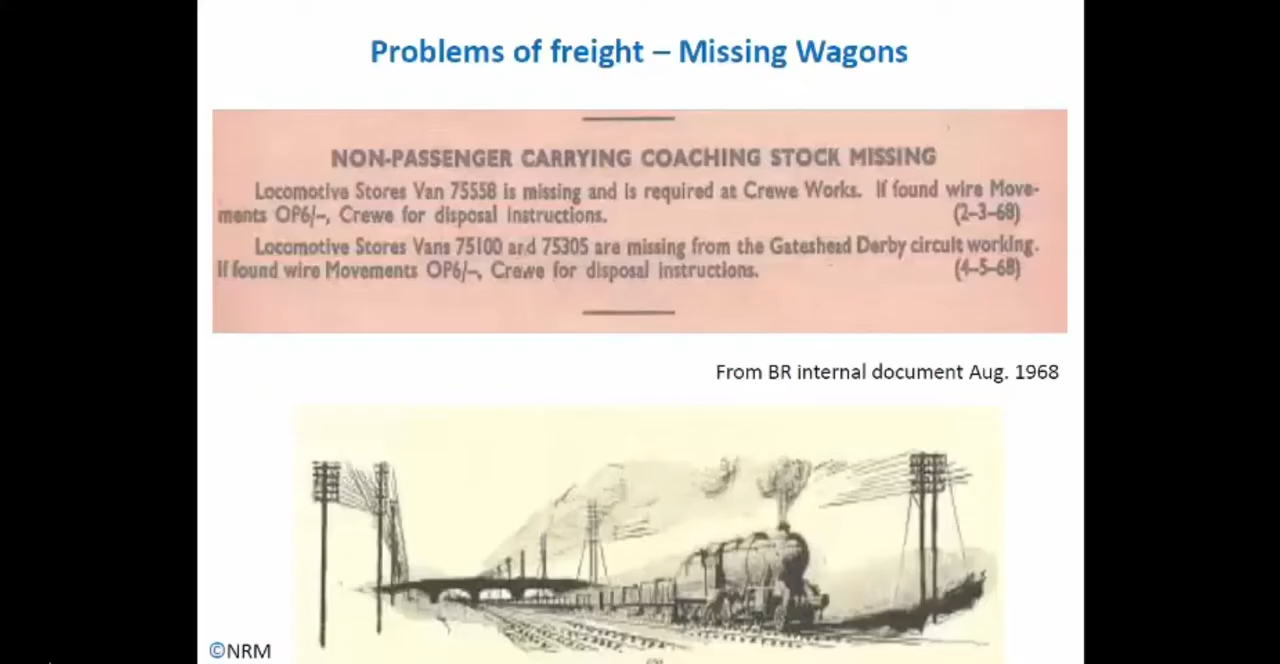 Problems of freight – Missing Wagons
NON-PASSENGER CARRYING COACHING STOCK MISSING
Locomotive Stores Van 75558 is missing and is required at Crewe Works. If found wire Move-
ments OP6/–, Crewe for disposal instructions. (2–3–68)
Locomotive Stores Vans 75100 and 75305 are missing from the Gateshead Derby circuit working.
If found wire Movements OP6/–, Crewe for disposal instructions. (4–5–68)
From BR internal document Aug. 1968
©NRM